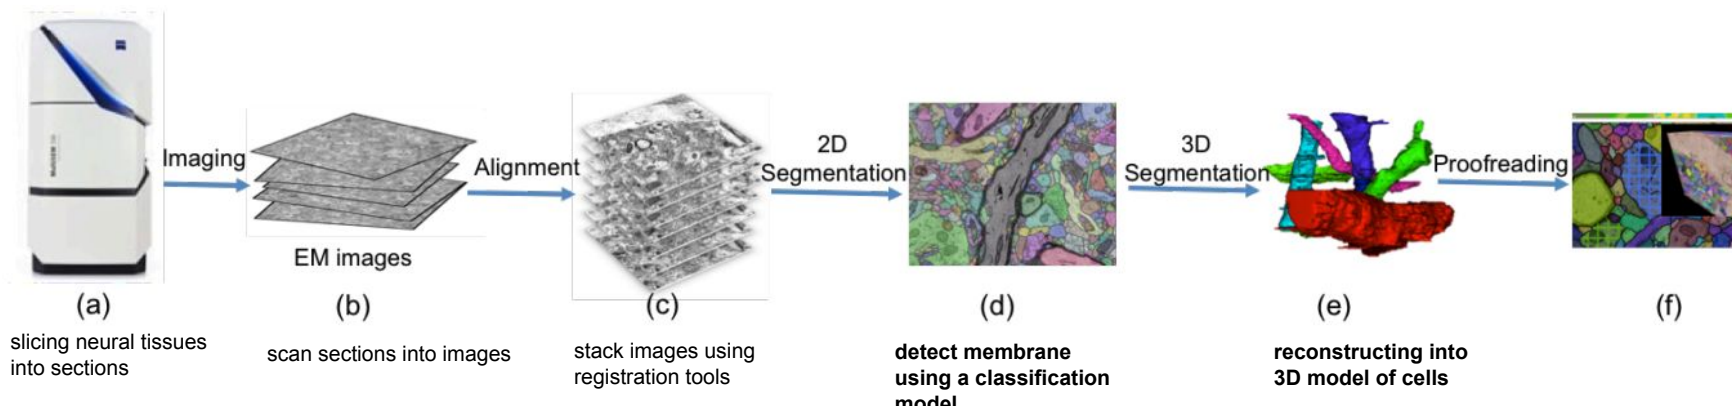 Imaging
Alignment
2D
Segmentation
3D
Segmentation
Proofreading
EM images
(a)
(b)
(c)
(d)
(e)
(f)
slicing neural tissues
into sections
scan sections into images
stack images using
registration tools
detect membrane
using a classification
model
reconstructing into
3D model of cells